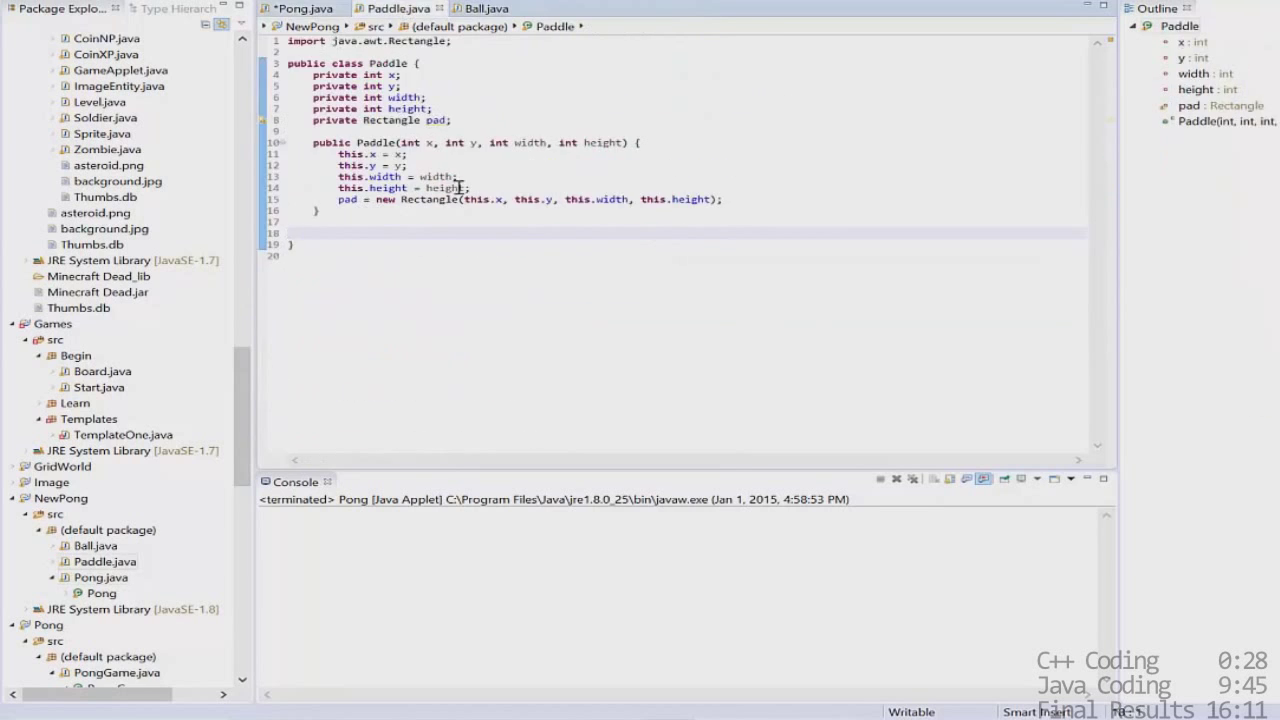 Package Explo...
Type Hierarch
CoinNP.java
CoinXP.java
GameApplet.java
ImageEntity.java
Level.java
Soldier.java
Sprite.java
Zombie.java
asteroid.png
background.jpg
Thumbs.db
asteroid.png
background.jpg
Thumbs.db
JRE System Library [JavaSE-1.7]
Minecraft Dead_lib
Minecraft Dead.jar
Thumbs.db
Games
src
Begin
Board.java
Start.java
Learn
Templates
TemplateOne.java
JRE System Library [JavaSE-1.7]
GridWorld
Image
NewPong
src
(default package)
Ball.java
Paddle.java
Pong.java
Pong
JRE System Library [JavaSE-1.8]
Pong
src
(default package)
PongGame.java
*Pong.java
Paddle.java
Ball.java
NewPong
src
(default package)
Paddle
1 import java.awt.Rectangle;
2
3 public class Paddle {
4 private int x;
5 private int y;
6 private int width;
7 private int height;
8 private Rectangle pad;
9
10 public Paddle(int x, int y, int width, int height) {
11 this.x = x;
12 this.y = y;
13 this.width = width;
14 this.height = height;
15 pad = new Rectangle(this.x, this.y, this.width, this.height);
16 }
17
18
19 }
20
Console
<terminated> Pong [Java Applet] C:\Program Files\Java\jre1.8.0_25\bin\javaw.exe (Jan 1, 2015, 4:58:53 PM)
Outline
Paddle
x : int
y : int
width : int
height : int
pad : Rectangle
Paddle(int, int, int,
C++ Coding 0:28
Java Coding 9:45
Final Results 16:11
Writable
Smart Insert